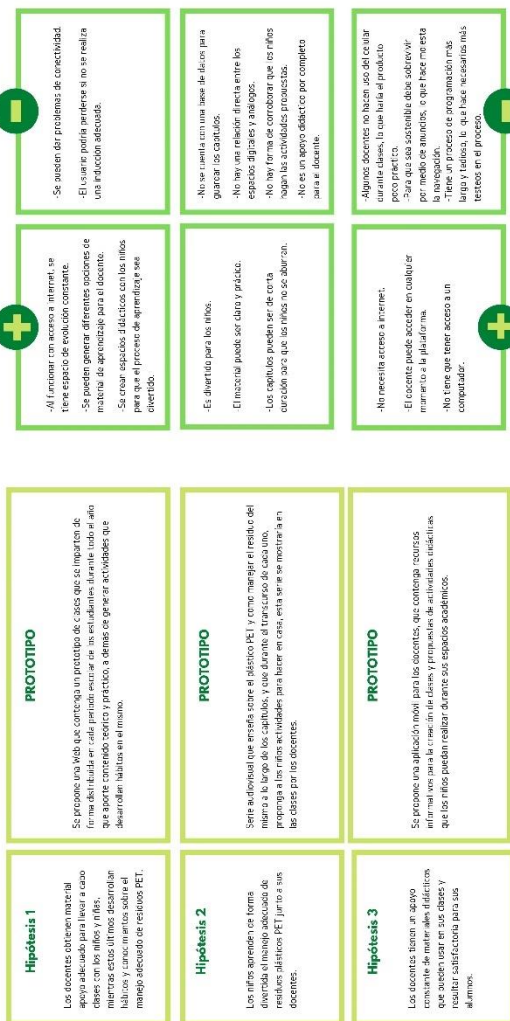 Hipótesis 1
Los docentes obtienen material
apoyo adecuado para llevar a cabo
clases con los niños y niñas,
mientras estos últimos desarrollan
hábitos y conocimientos sobre el
manejo adecuado de residuos PET.
PROTOTIPO
Se propone una Web que contenga un prototipo de clases que se imparten de
forma distribuida en cada periodo escolar de los estudiantes durante todo el año
que aporte contenido teórico y práctico, a demás de generar actividades que
desarrollan hábitos en el mismo.
+
-Al funcionar con acceso a internet, se
tiene espacio de evolución constante.
-Se pueden generar diferentes opciones de
material de aprendizaje para el docente.
-Se crean espacios didácticos con los niños
para que el proceso de aprendizaje sea
divertido.
-
-Se pueden dar problemas de conectividad.
-El usuario podría perderse si no se realiza
una inducción adecuada.
Hipótesis 2
Los niños aprenden de forma
divertida el manejo adecuado de
residuos plásticos PET junto a sus
docentes.
PROTOTIPO
Serie audiovisual que enseña sobre el plástico PET y como manejar el residuo del
mismo a lo largo de los capítulos, y que durante el transcurso de cada uno,
proponga a los niños actividades para hacer en casa, esta serie se mostraría en
las clases por los docentes.
-Es divertido para los niños.
El material puede ser claro y prácico.
-Los capítulos pueden ser de corta
duración para que los niños no se aburran.
-No se cuenta con una base de datos para
guardar los capítulos.
-No hay una relación directa entre los
espacios digitales y análogos.
-No hay forma de corroborar que los niños
hagan las actividades propuestas.
-No es un apoyo didáctico por completo
para el docente.
Hipótesis 3
Los docentes tienen un apoyo
constante de materiales didácticos
que pueden usar en sus clases y
resultar satisfactoria para sus
alumnos.
PROTOTIPO
Se propone una aplicación móvil para los docentes, que contenga recursos
informativos para la creación de clases y propuestas de actividades didácticas
que los niños puedan realizar durante sus espacios académicos.
+
-No necesita acceso a internet.
-El docente puede acceder en cualquier
momento a la plataforma.
-No tiene que tener acceso a un
computador.
-
-Algunos docentes no hacen uso del celular
durante clases, lo que haría el producto
poco práctico.
-Para que sea sostenible debe sobrevivir
por medio de anuncios, lo que hace molesta
la navegación.
-Tiene un proceso de programación más
largo y tedioso, lo que hace necesarios más
testeos en el proceso.